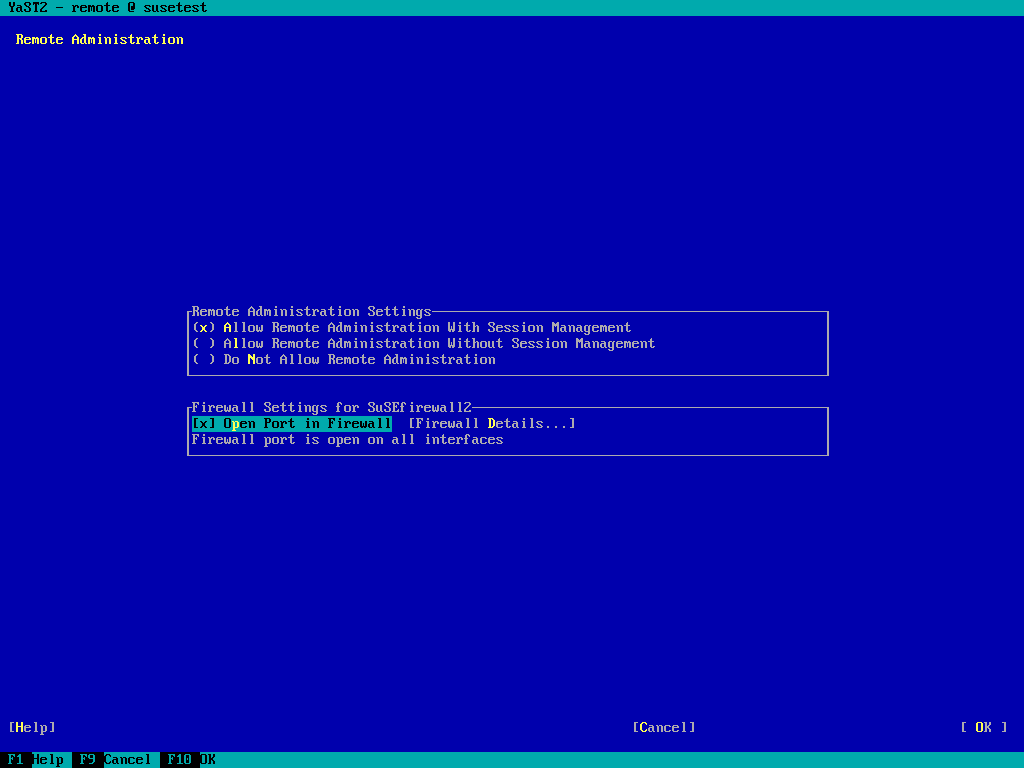 YaST2 - remote @ susetest
Remote Administration
Remote Administration Settings
(x) Allow Remote Administration With Session Management
( ) Allow Remote Administration Without Session Management
( ) Do Not Allow Remote Administration
Firewall Settings for SuSEfirewall2
[x] Open Port in Firewall [Firewall Details...]
Firewall port is open on all interfaces
[Help] [Cancel] [ OK ]
F1 Help F9 Cancel F10 OK